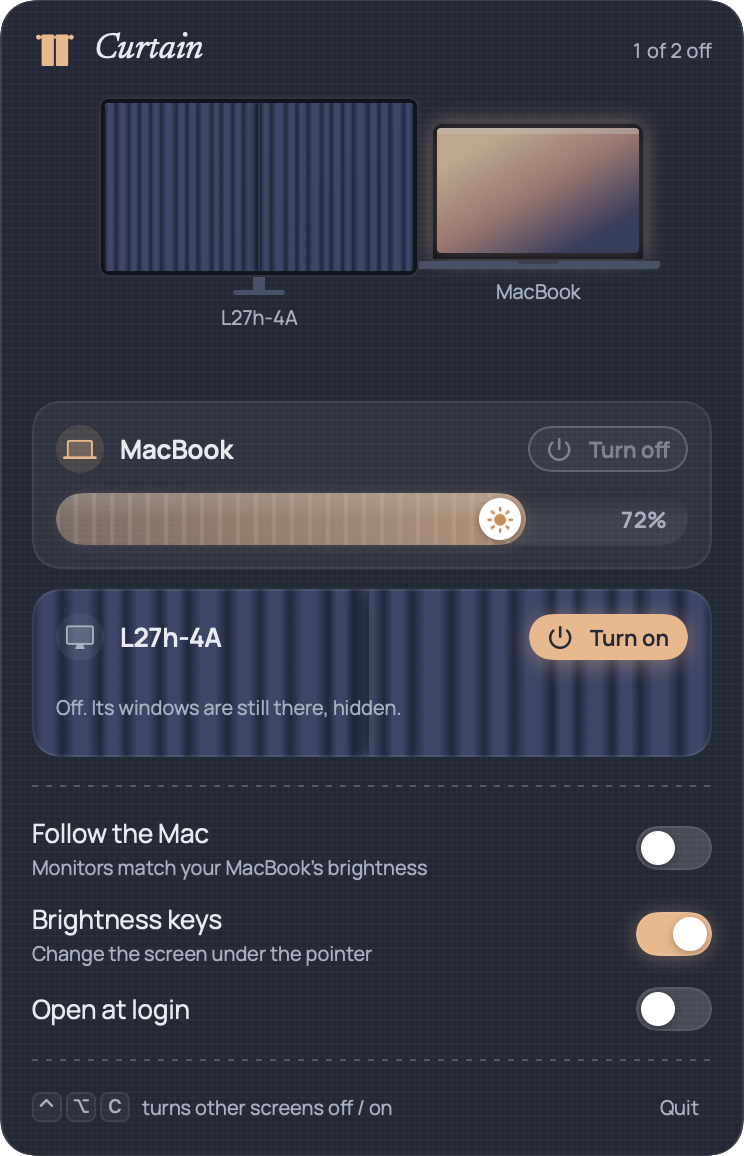 Curtain
1 of 2 off
L27h-4A
MacBook
MacBook
Turn off
72%
L27h-4A
Turn on
Off. Its windows are still there, hidden.
Follow the Mac
Monitors match your MacBook’s brightness
Brightness keys
Change the screen under the pointer
Open at login
⌃ ⌥ C turns other screens off / on
Quit